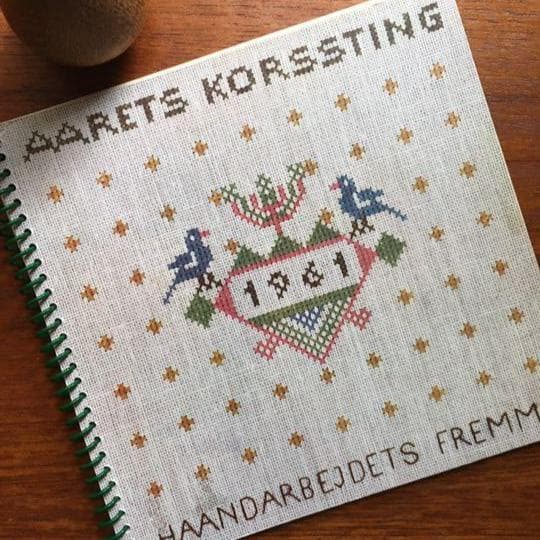 AARETS KORSSTING
1961
HAANDARBEJDETS FREMM